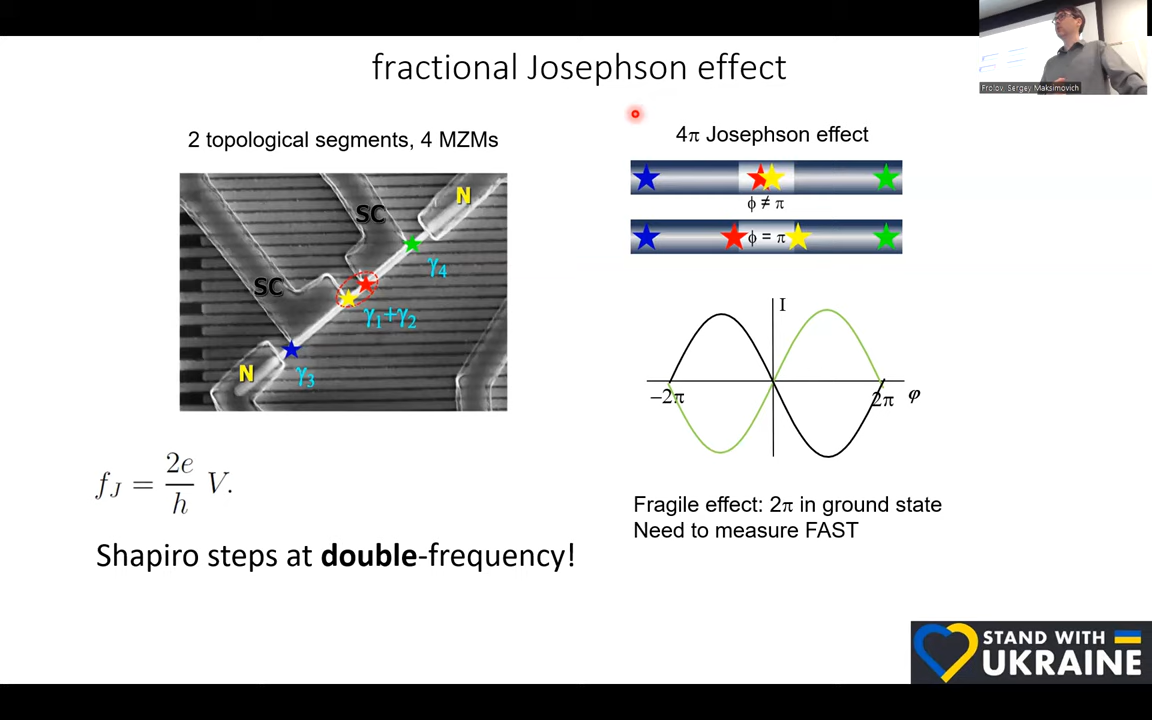 fractional Josephson effect
Frolov, Sergey Maksimovich
2 topological segments, 4 MZMs
N
SC
γ4
SC
γ1+γ2
N
γ3
4π Josephson effect
ϕ ≠ π
ϕ = π
I
−2π
2π
φ
fJ = 2e/h V.
Shapiro steps at double-frequency!
Fragile effect: 2π in ground state
Need to measure FAST
STAND WITH
UKRAINE